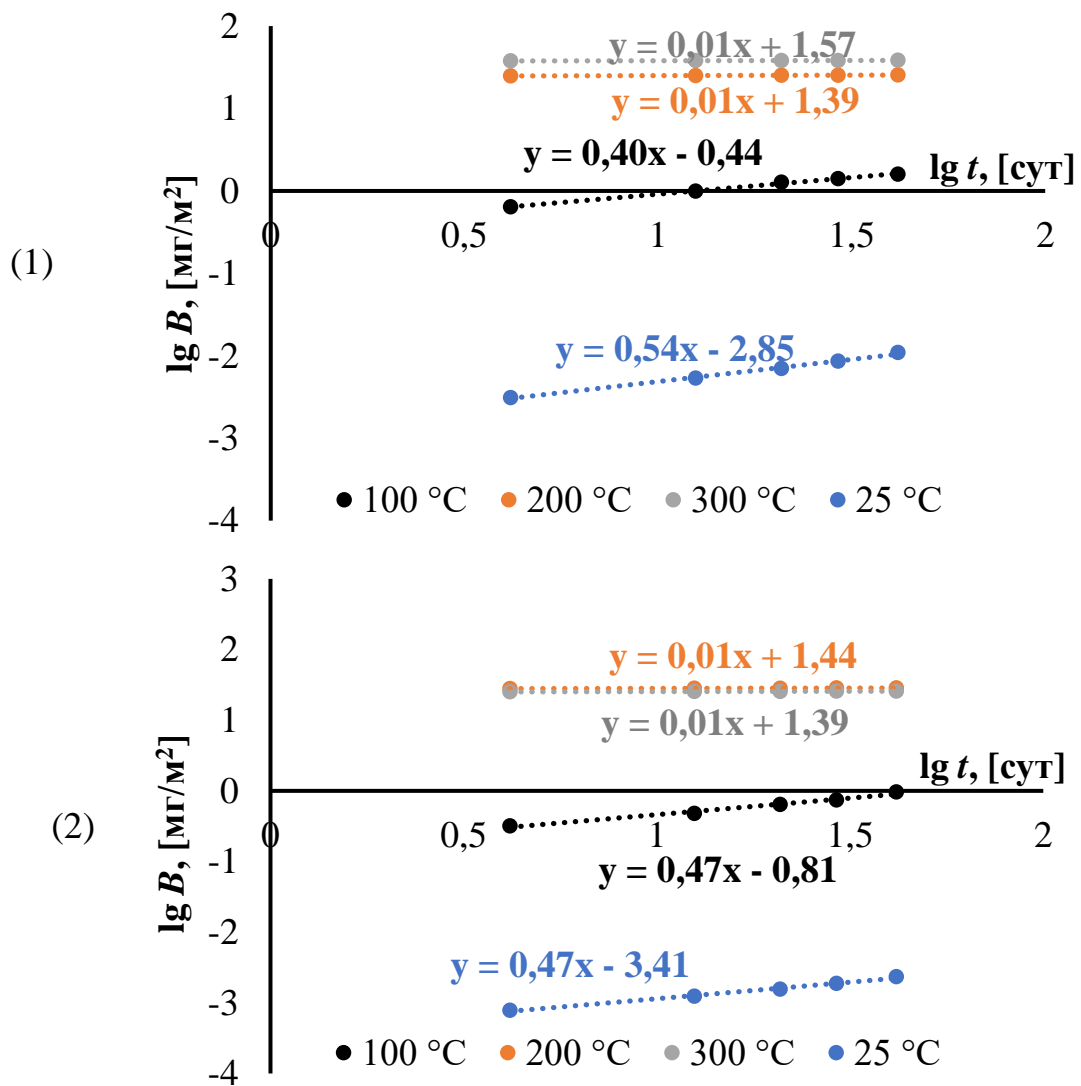 2
y = 0,01x + 1,57
1
y = 0,01x + 1,39
y = 0,40x - 0,44
lg t, [сут]
0
0 0,5 1 1,5 2
(1)
lg B, [мг/м²]
-1
-2
y = 0,54x - 2,85
-3
100 °C 200 °C 300 °C 25 °C
-4
3
2
y = 0,01x + 1,44
1
y = 0,01x + 1,39
lg t, [сут]
0
0 0,5 1 1,5 2
(2)
lg B, [мг/м²]
-1
y = 0,47x - 0,81
-2
y = 0,47x - 3,41
-3
100 °C 200 °C 300 °C 25 °C
-4